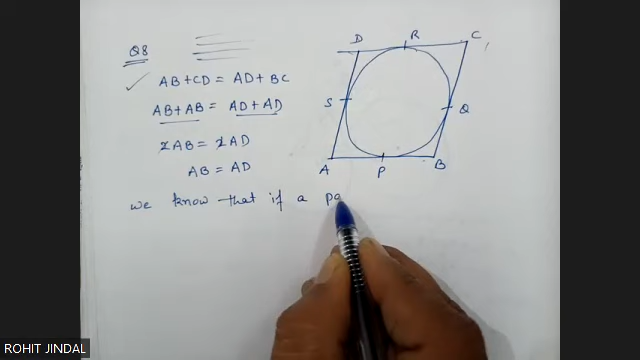 Q8
AB+CD = AD+BC
AB+AB = AD+AD
2AB = 2AD
AB = AD
we know that if a pa
D
R
C
S
Q
A
P
B
ROHIT JINDAL